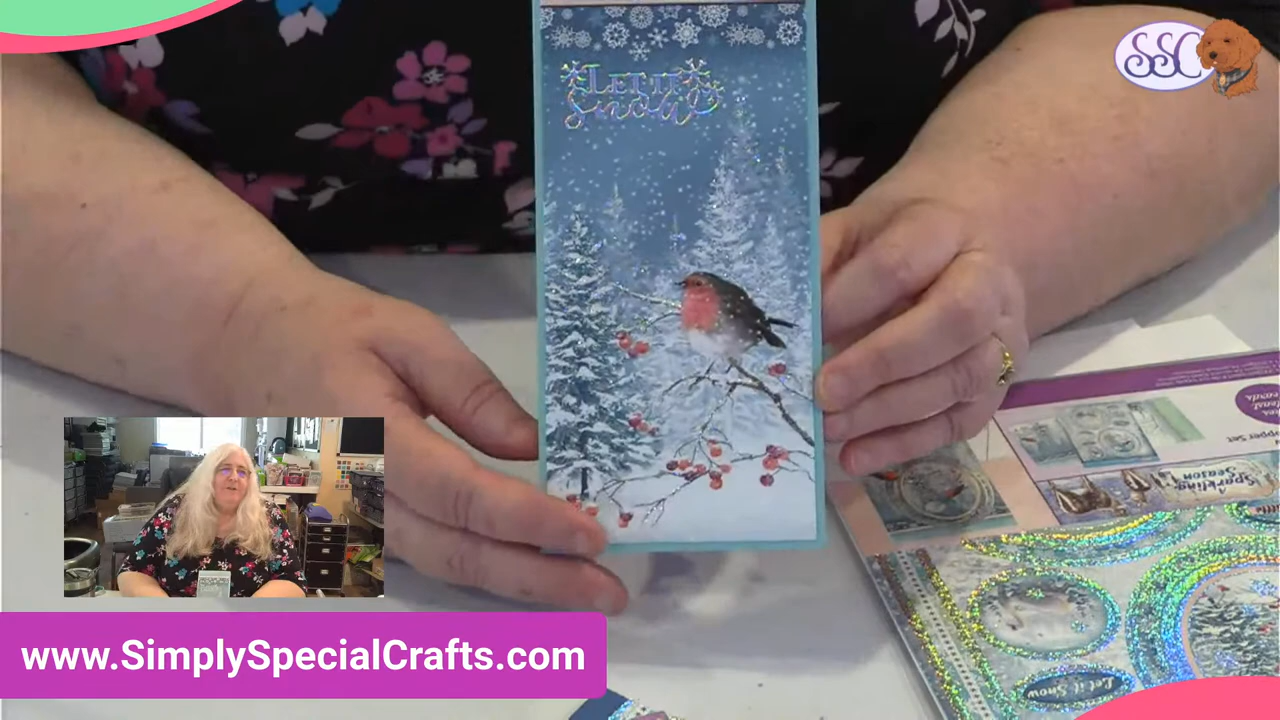 SSC
LET IT
Snow
A
Sparkling
Season
Let it Snow
www.SimplySpecialCrafts.com